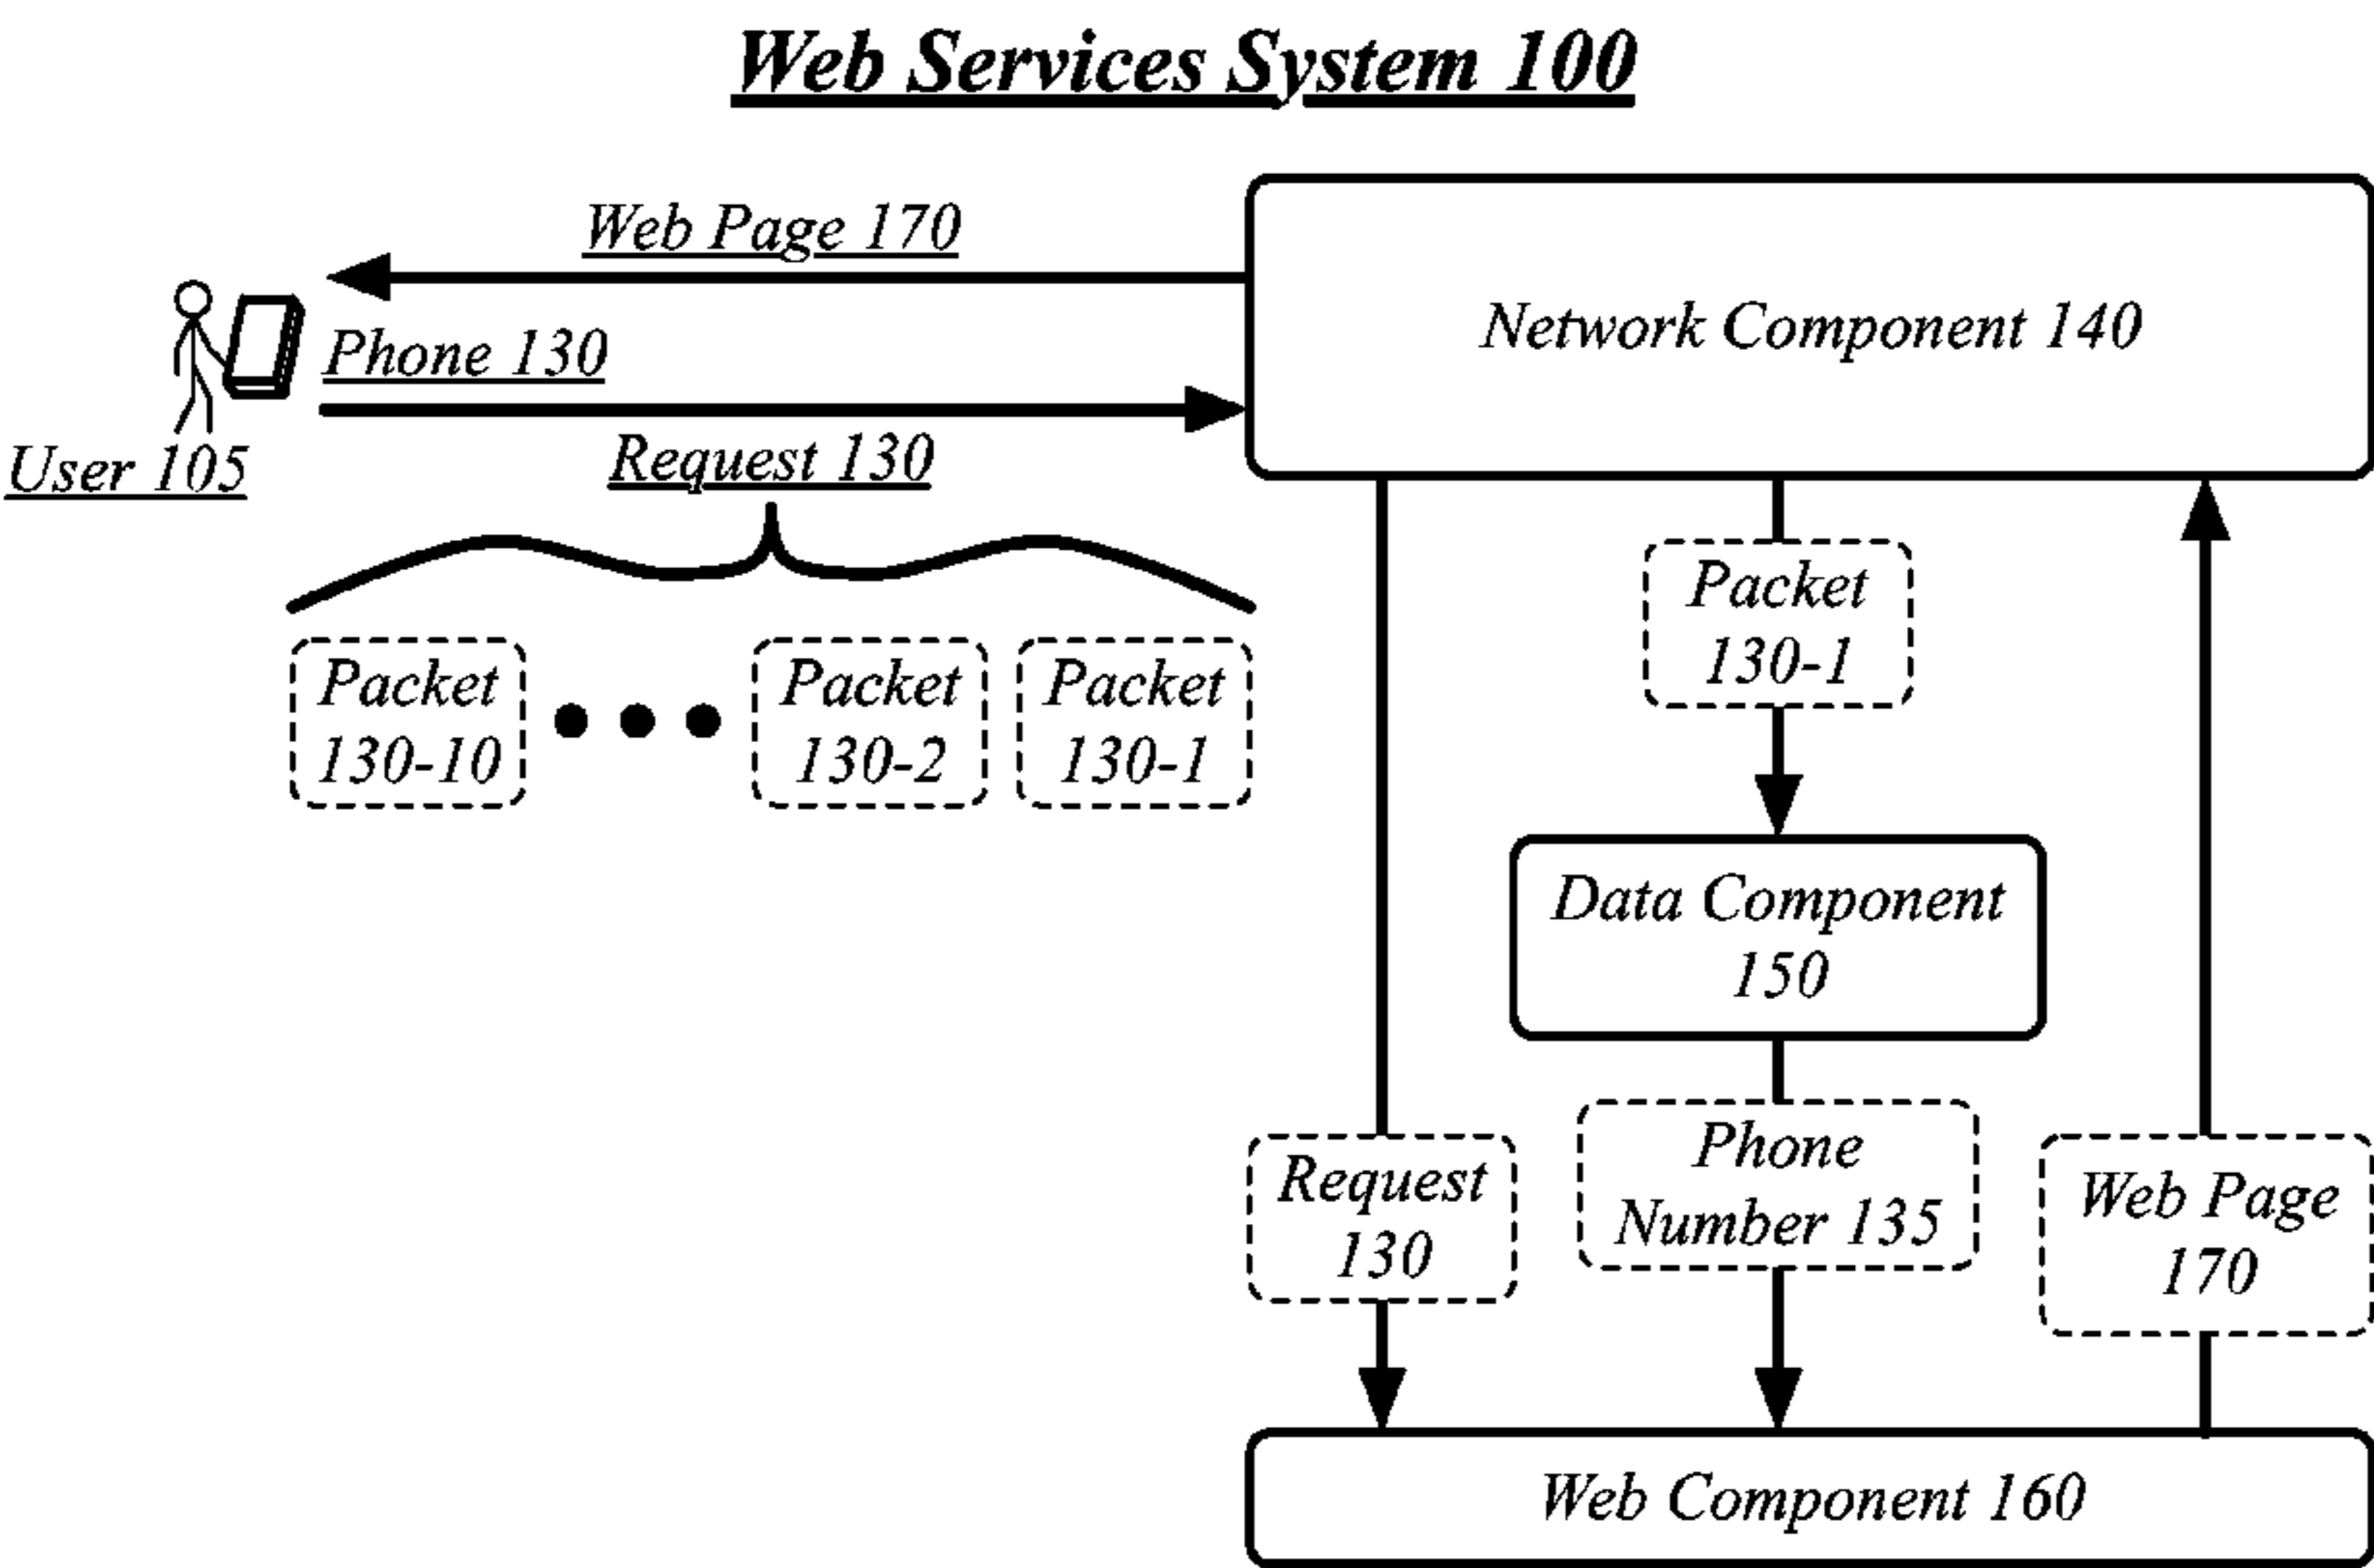 Web Services System 100
Web Page 170
Network Component 140
Phone 130
User 105
Request 130
Packet
130-10
Packet
130-2
Packet
130-1
Packet
130-1
Data Component
150
Request
130
Phone
Number 135
Web Page
170
Web Component 160